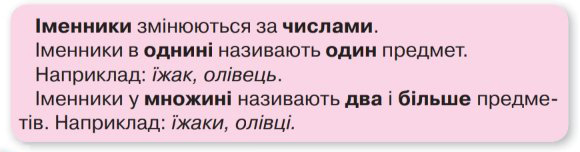 Іменники змінюються за числами.
Іменники в однині називають один предмет.
Наприклад: їжак, олівець.
Іменники у множині називають два і більше предме-
тів. Наприклад: їжаки, олівці.